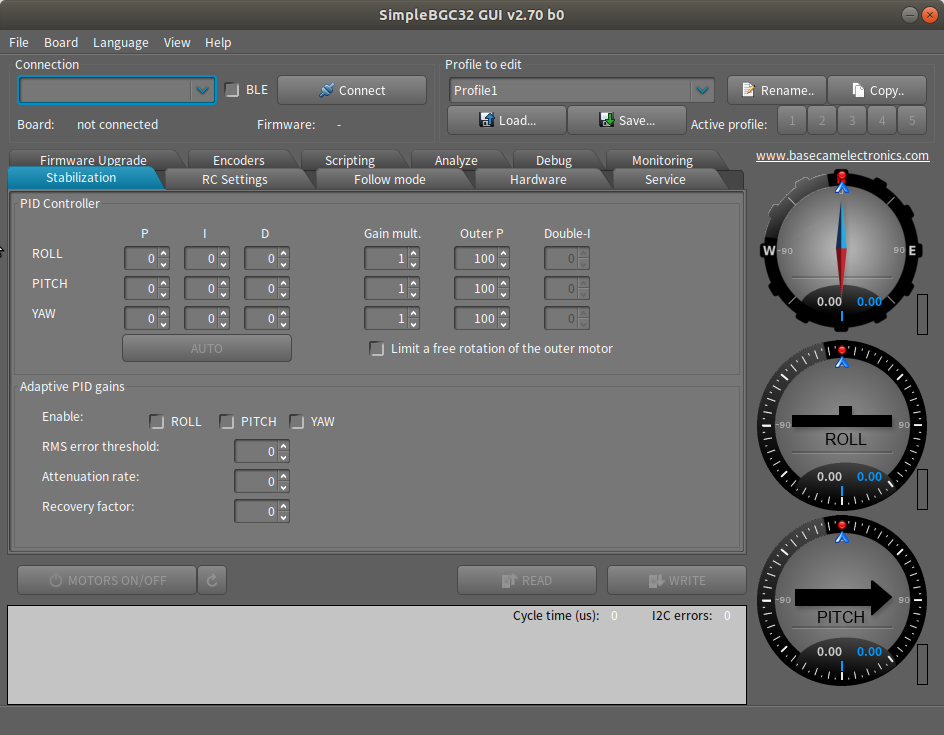 SimpleBGC32 GUI v2.70 b0
File Board Language View Help
Connection
BLE Connect
Board: not connected Firmware: -
Profile to edit
Profile1 Rename.. Copy..
Load... Save... Active profile: 1 2 3 4 5
Firmware Upgrade Encoders Scripting Analyze Debug Monitoring
Stabilization RC Settings Follow mode Hardware Service
www.basecamelectronics.com
PID Controller
P I D Gain mult. Outer P Double-I
ROLL 0 0 0 1 100 0
PITCH 0 0 0 1 100 0
YAW 0 0 0 1 100 0
AUTO Limit a free rotation of the outer motor
Adaptive PID gains
Enable: ROLL PITCH YAW
RMS error threshold: 0
Attenuation rate: 0
Recovery factor: 0
MOTORS ON/OFF READ WRITE
Cycle time (us): 0 I2C errors: 0
W -90 E
0.00 0.00
-90 90
ROLL
0.00 0.00
-90 90
PITCH
0.00 0.00